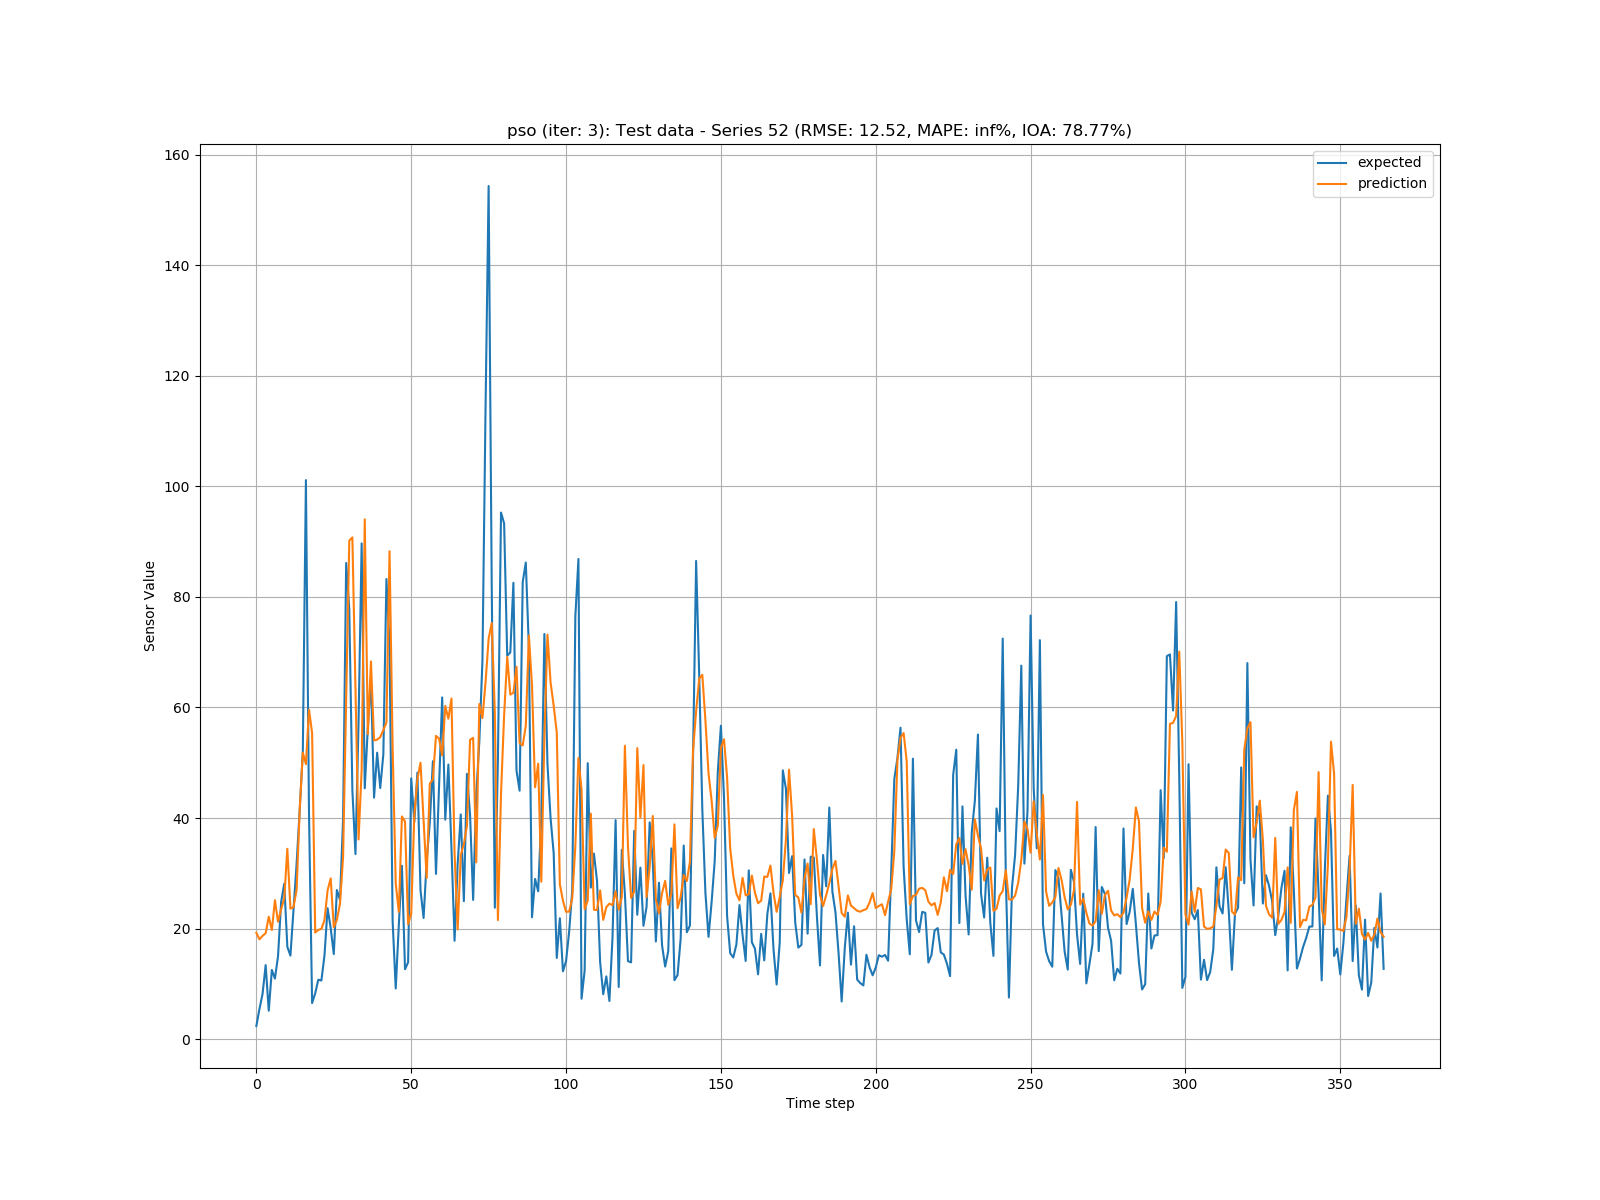 pso (iter: 3): Test data - Series 52 (RMSE: 12.52, MAPE: inf%, IOA: 78.77%)
expected
prediction
160
140
120
100
80
60
40
20
0
Sensor Value
0 50 100 150 200 250 300 350
Time step